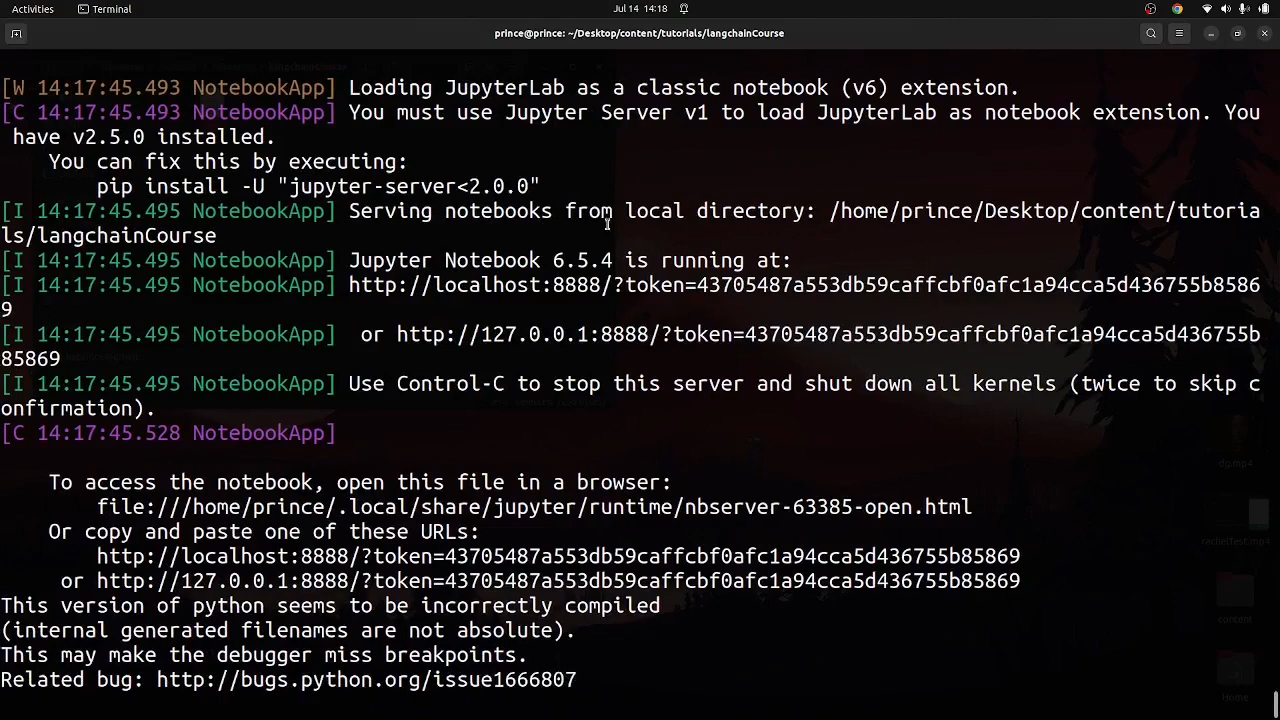 Activities Terminal Jul 14 14:18
prince@prince: ~/Desktop/content/tutorials/langchainCourse
[W 14:17:45.493 NotebookApp] Loading JupyterLab as a classic notebook (v6) extension.
[C 14:17:45.493 NotebookApp] You must use Jupyter Server v1 to load JupyterLab as notebook extension. You
have v2.5.0 installed.
You can fix this by executing:
pip install -U "jupyter-server<2.0.0"
[I 14:17:45.495 NotebookApp] Serving notebooks from local directory: /home/prince/Desktop/content/tutoria
ls/langchainCourse
[I 14:17:45.495 NotebookApp] Jupyter Notebook 6.5.4 is running at:
[I 14:17:45.495 NotebookApp] http://localhost:8888/?token=43705487a553db59caffcbf0afc1a94cca5d436755b8586
9
[I 14:17:45.495 NotebookApp]  or http://127.0.0.1:8888/?token=43705487a553db59caffcbf0afc1a94cca5d436755b
85869
[I 14:17:45.495 NotebookApp] Use Control-C to stop this server and shut down all kernels (twice to skip c
onfirmation).
[C 14:17:45.528 NotebookApp]
To access the notebook, open this file in a browser:
file:///home/prince/.local/share/jupyter/runtime/nbserver-63385-open.html
Or copy and paste one of these URLs:
http://localhost:8888/?token=43705487a553db59caffcbf0afc1a94cca5d436755b85869
or http://127.0.0.1:8888/?token=43705487a553db59caffcbf0afc1a94cca5d436755b85869
This version of python seems to be incorrectly compiled
(internal generated filenames are not absolute).
This may make the debugger miss breakpoints.
Related bug: http://bugs.python.org/issue1666807
dg.mp4
rachelTest.mp4
content
Home